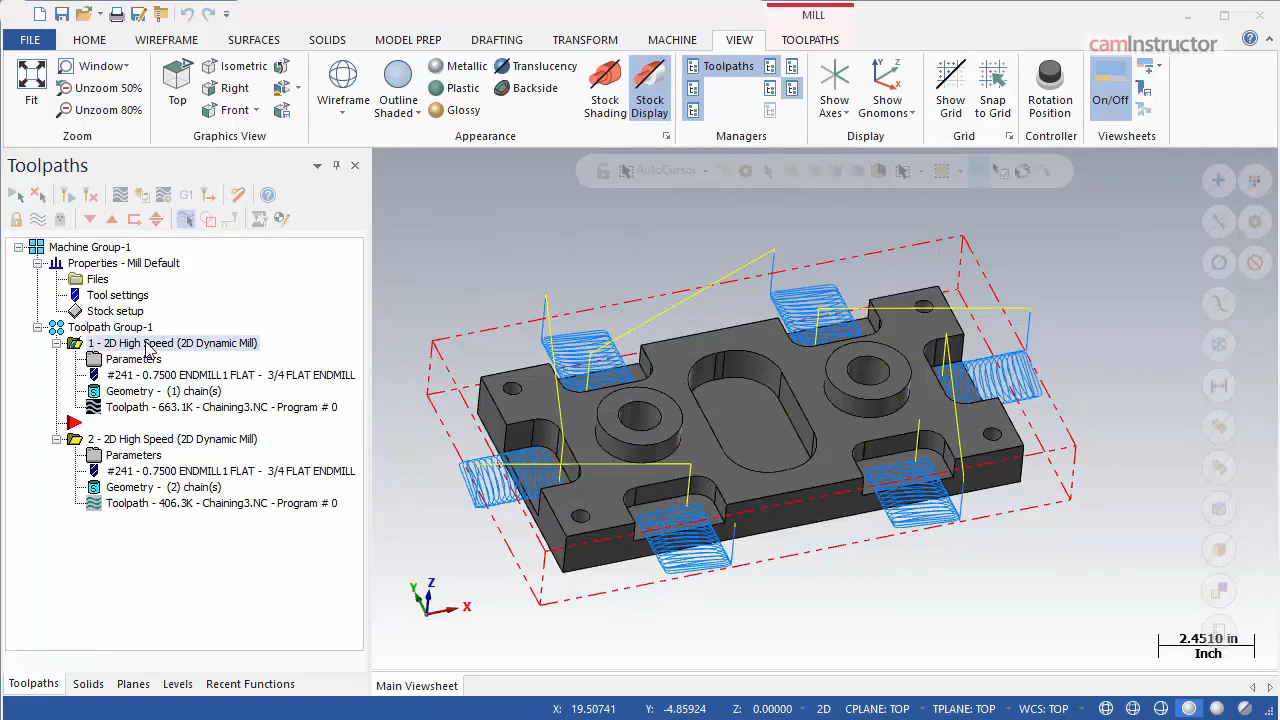 MILL
FILE HOME WIREFRAME SURFACES SOLIDS MODEL PREP DRAFTING TRANSFORM MACHINE VIEW TOOLPATHS
camInstructor
Fit
Window
Unzoom 50%
Unzoom 80%
Zoom
Top
Isometric
Right
Front
Graphics View
Wireframe
Outline Shaded
Metallic
Plastic
Glossy
Translucency
Backside
Appearance
Stock Shading
Stock Display
Toolpaths
Managers
Show Axes
Show Gnomons
Display
Show Grid
Snap to Grid
Grid
Rotation Position
Controller
On/Off
Viewsheets
Toolpaths
AutoCursor
G1
Machine Group-1
Properties - Mill Default
Files
Tool settings
Stock setup
Toolpath Group-1
1 - 2D High Speed (2D Dynamic Mill)
Parameters
#241 - 0.7500 ENDMILL1 FLAT - 3/4 FLAT ENDMILL
Geometry - (1) chain(s)
Toolpath - 663.1K - Chaining3.NC - Program # 0
2 - 2D High Speed (2D Dynamic Mill)
Parameters
#241 - 0.7500 ENDMILL1 FLAT - 3/4 FLAT ENDMILL
Geometry - (2) chain(s)
Toolpath - 406.3K - Chaining3.NC - Program # 0
Y Z X
2.4510 in
Inch
Toolpaths Solids Planes Levels Recent Functions
Main Viewsheet
X: 19.50741 Y: -4.85924 Z: 0.00000 2D CPLANE: TOP TPLANE: TOP WCS: TOP